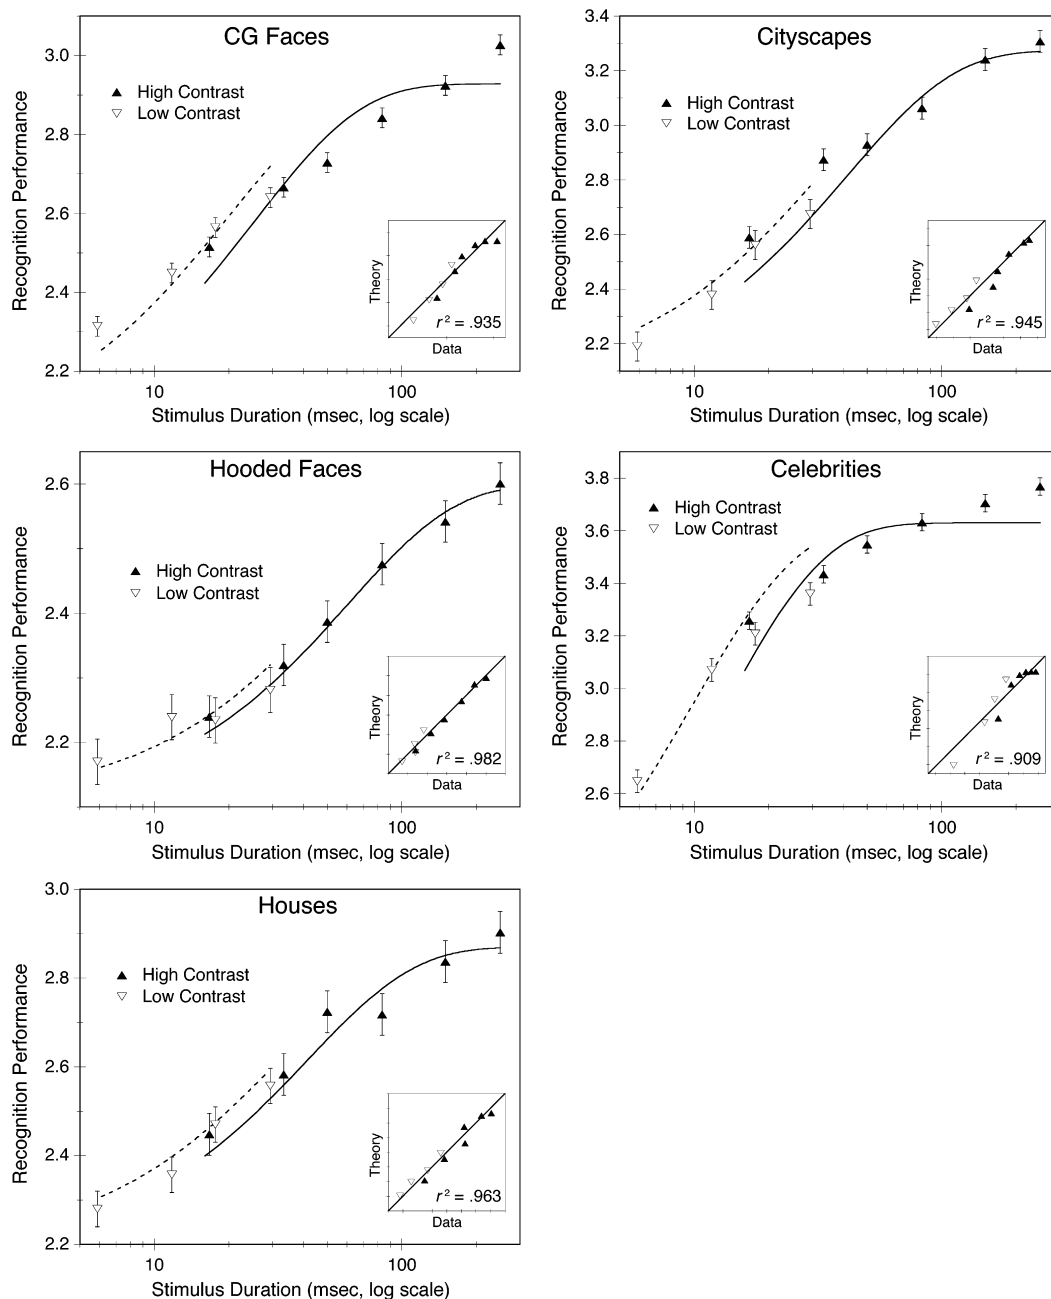 CG Faces
High Contrast
Low Contrast
Recognition Performance
3.0
2.8
2.6
2.4
2.2
10
100
Stimulus Duration (msec, log scale)
Theory
r² = .935
Data
Cityscapes
High Contrast
Low Contrast
Recognition Performance
3.4
3.2
3.0
2.8
2.6
2.4
2.2
10
100
Stimulus Duration (msec, log scale)
Theory
r² = .945
Data
Hooded Faces
High Contrast
Low Contrast
Recognition Performance
2.6
2.4
2.2
10
100
Stimulus Duration (msec, log scale)
Theory
r² = .982
Data
Celebrities
High Contrast
Low Contrast
Recognition Performance
3.8
3.6
3.4
3.2
3.0
2.8
2.6
10
100
Stimulus Duration (msec, log scale)
Theory
r² = .909
Data
Houses
High Contrast
Low Contrast
Recognition Performance
3.0
2.8
2.6
2.4
2.2
10
100
Stimulus Duration (msec, log scale)
Theory
r² = .963
Data